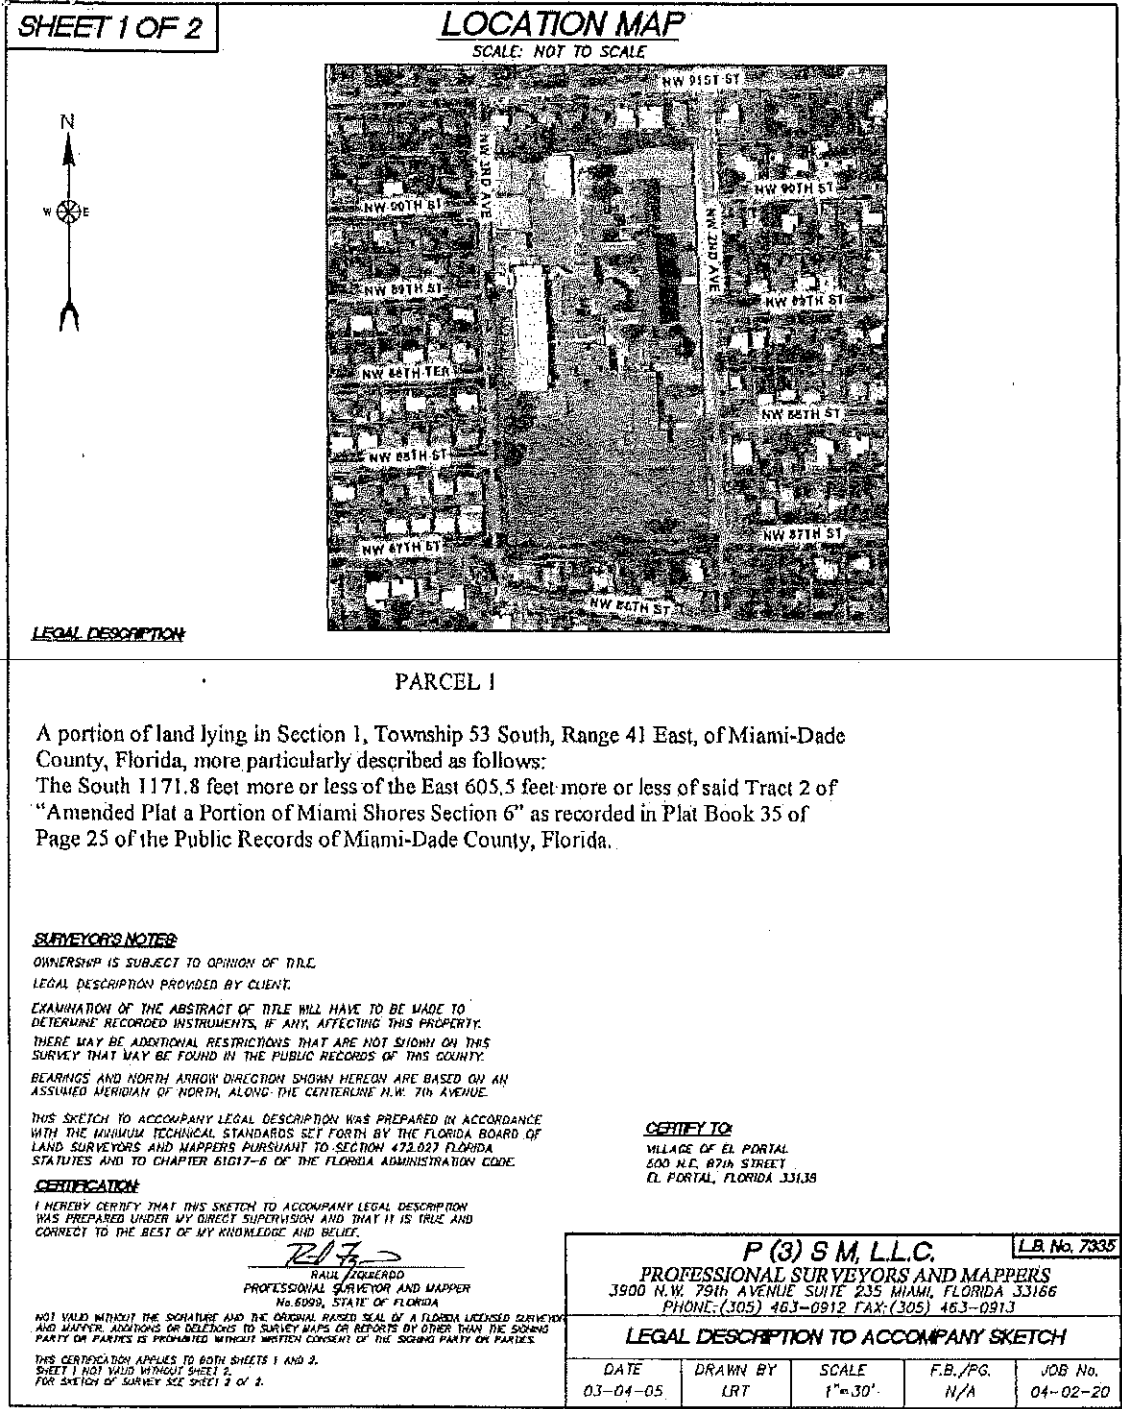 SHEET 1 OF 2
LOCATION MAP
SCALE: NOT TO SCALE
N
W E
NW 91ST ST
NW 3RD AVE
NW 2ND AVE
NW 90TH ST
NW 90TH ST
NW 89TH ST
NW 89TH ST
NW 88TH TER
NW 88TH ST
NW 88TH ST
NW 87TH ST
NW 87TH ST
NW 86TH ST
LEGAL DESCRIPTION:
PARCEL 1
A portion of land lying in Section 1, Township 53 South, Range 41 East, of Miami-Dade
County, Florida, more particularly described as follows:
The South 1171.8 feet more or less of the East 605.5 feet more or less of said Tract 2 of
“Amended Plat a Portion of Miami Shores Section 6” as recorded in Plat Book 35 of
Page 25 of the Public Records of Miami-Dade County, Florida.
SURVEYOR'S NOTES:
OWNERSHIP IS SUBJECT TO OPINION OF TITLE.
LEGAL DESCRIPTION PROVIDED BY CLIENT.
EXAMINATION OF THE ABSTRACT OF TITLE WILL HAVE TO BE MADE TO
DETERMINE RECORDED INSTRUMENTS, IF ANY, AFFECTING THIS PROPERTY.
THERE MAY BE ADDITIONAL RESTRICTIONS THAT ARE NOT SHOWN ON THIS
SURVEY THAT MAY BE FOUND IN THE PUBLIC RECORDS OF THIS COUNTY.
BEARINGS AND NORTH ARROW DIRECTION SHOWN HEREON ARE BASED ON AN
ASSUMED MERIDIAN OF NORTH, ALONG THE CENTERLINE N.W. 7th AVENUE.
THIS SKETCH TO ACCOMPANY LEGAL DESCRIPTION WAS PREPARED IN ACCORDANCE
WITH THE MINIMUM TECHNICAL STANDARDS SET FORTH BY THE FLORIDA BOARD OF
LAND SURVEYORS AND MAPPERS PURSUANT TO SECTION 472.027 FLORIDA
STATUTES AND TO CHAPTER 61G17-6 OF THE FLORIDA ADMINISTRATION CODE.
CERTIFICATION:
I HEREBY CERTIFY THAT THIS SKETCH TO ACCOMPANY LEGAL DESCRIPTION
WAS PREPARED UNDER MY DIRECT SUPERVISION AND THAT IT IS TRUE AND
CORRECT TO THE BEST OF MY KNOWLEDGE AND BELIEF.
RAUL IZQUIERDO
PROFESSIONAL SURVEYOR AND MAPPER
No.6099, STATE OF FLORIDA
NOT VALID WITHOUT THE SIGNATURE AND THE ORIGINAL RAISED SEAL OF A FLORIDA LICENSED SURVEYOR
AND MAPPER. ADDITIONS OR DELETIONS TO SURVEY MAPS OR REPORTS BY OTHER THAN THE SIGNING
PARTY OR PARTIES IS PROHIBITED WITHOUT WRITTEN CONSENT OF THE SIGNING PARTY OR PARTIES.
THIS CERTIFICATION APPLIES TO BOTH SHEETS 1 AND 2.
SHEET 1 NOT VALID WITHOUT SHEET 2.
FOR SKETCH OF SURVEY SEE SHEET 2 OF 2.
CERTIFY TO:
VILLAGE OF EL PORTAL
500 N.E. 87th STREET
EL PORTAL, FLORIDA 33138
P (3) S M, L.L.C.
L.B. No. 7335
PROFESSIONAL SURVEYORS AND MAPPERS
3900 N.W. 79th AVENUE SUITE 235 MIAMI, FLORIDA 33166
PHONE:(305) 463-0912 FAX:(305) 463-0913
LEGAL DESCRIPTION TO ACCOMPANY SKETCH
DATE DRAWN BY SCALE F.B./PG. JOB No.
03-04-05 LRT 1"=30' N/A 04-02-20